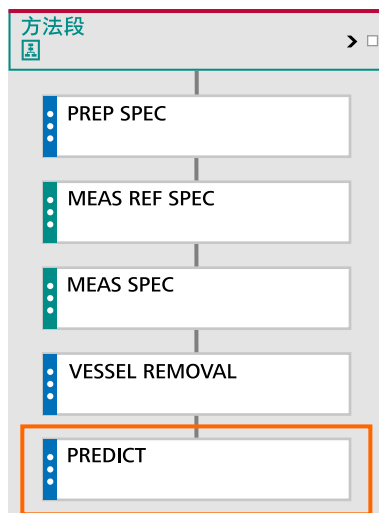 方法段
PREP SPEC
MEAS REF SPEC
MEAS SPEC
VESSEL REMOVAL
PREDICT